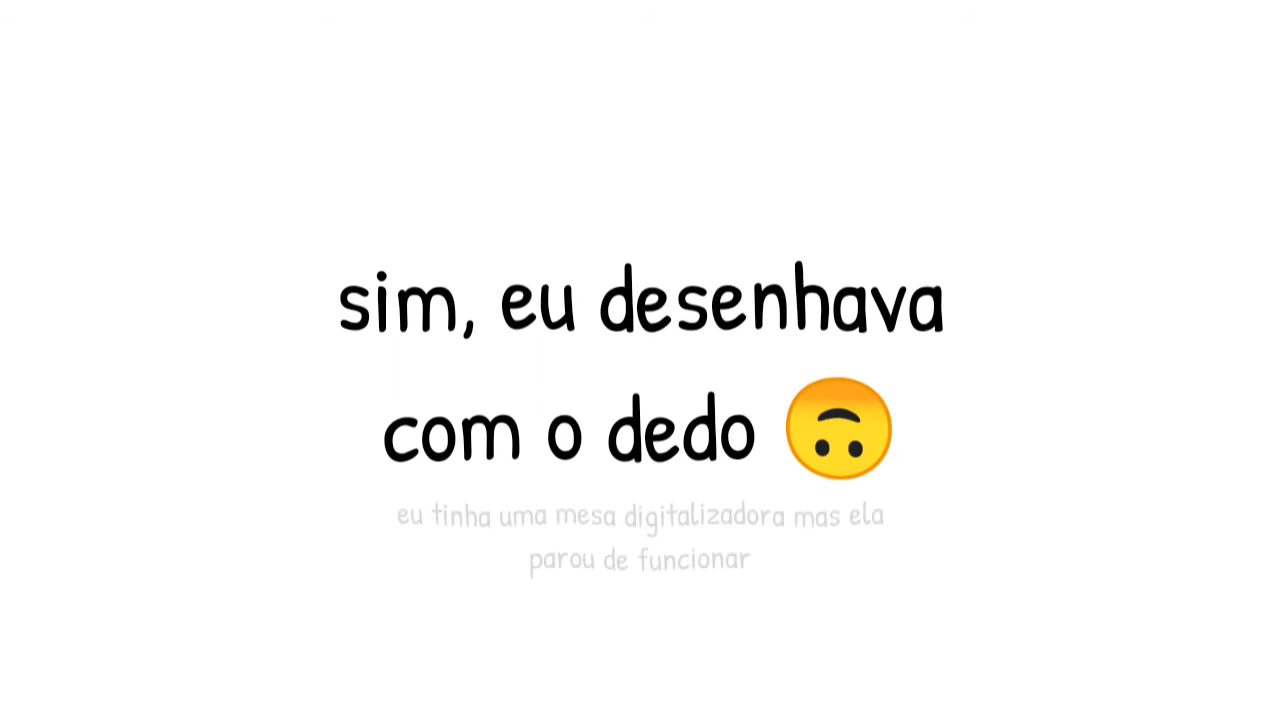 sim, eu desenhava
com o dedo 🙃
eu tinha uma mesa digitalizadora mas ela
parou de funcionar